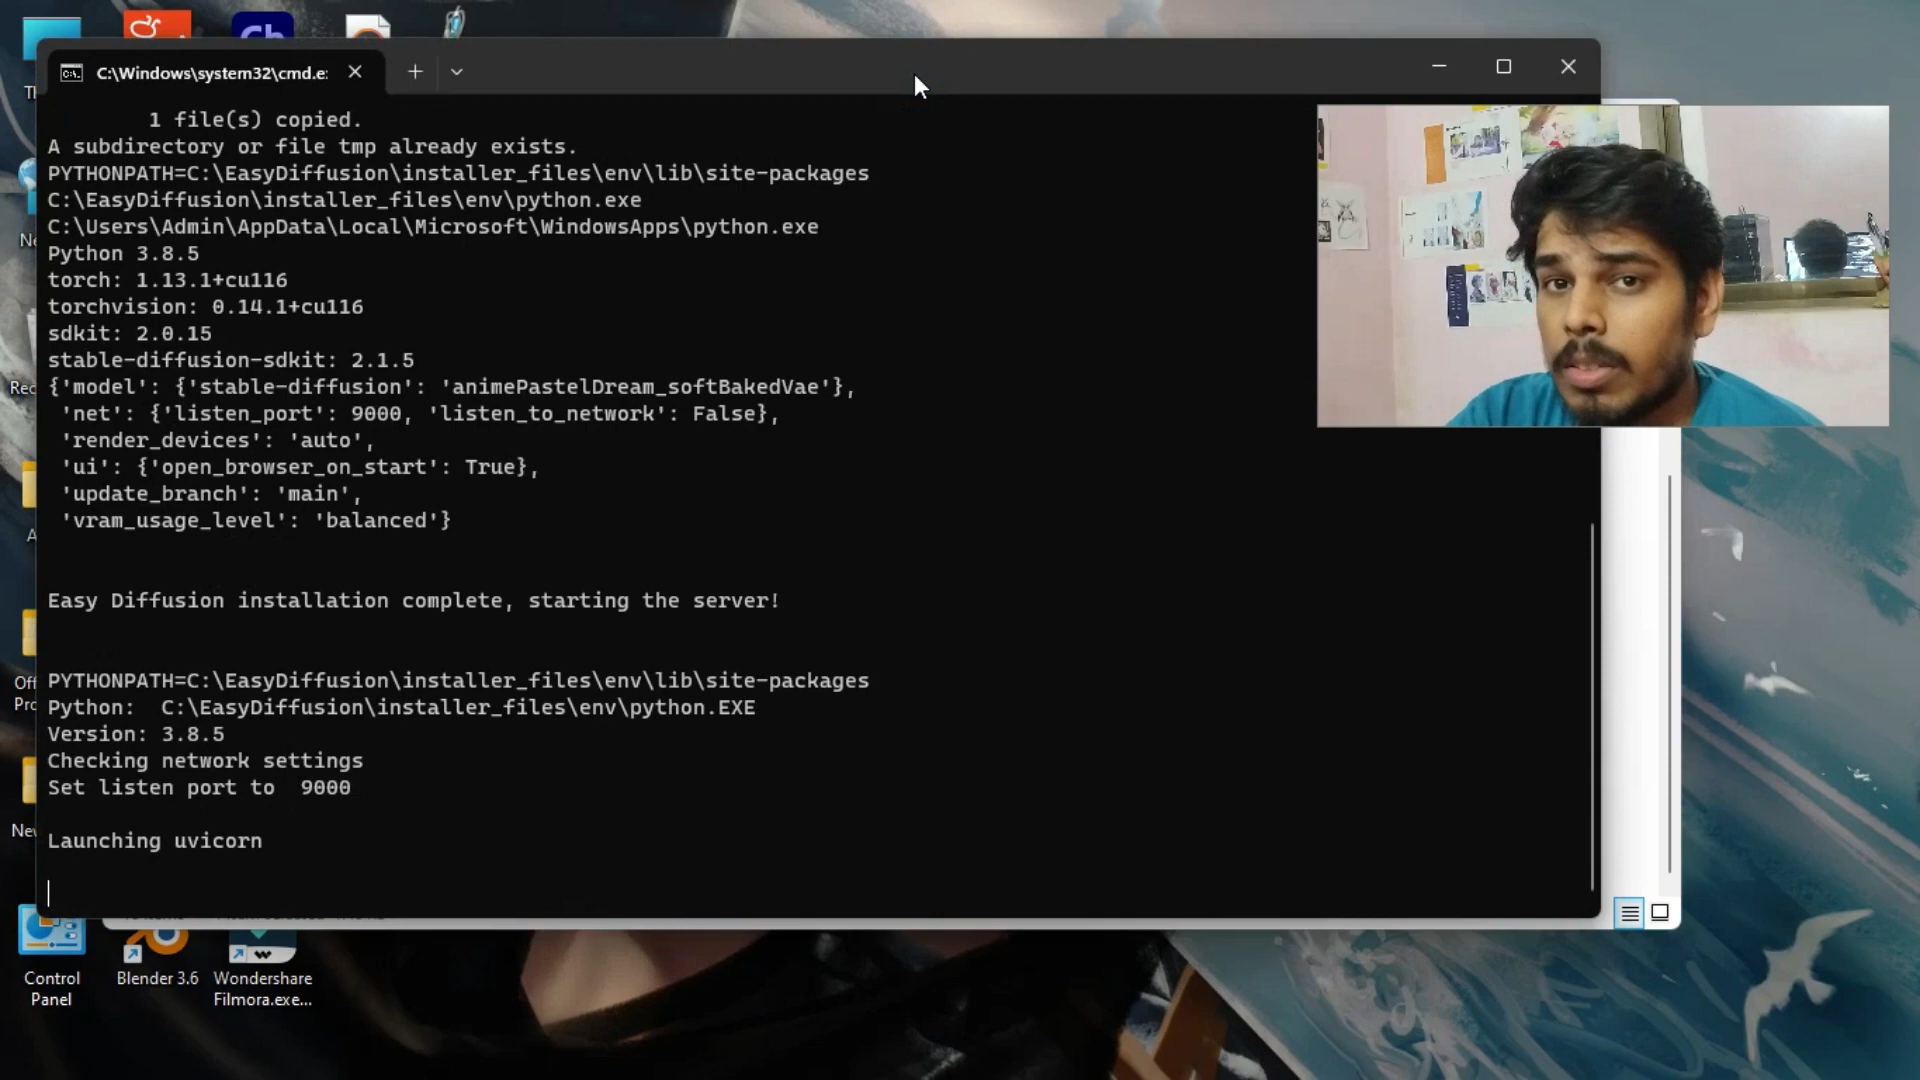 C:\Windows\system32\cmd.e
1 file(s) copied.
A subdirectory or file tmp already exists.
PYTHONPATH=C:\EasyDiffusion\installer_files\env\lib\site-packages
C:\EasyDiffusion\installer_files\env\python.exe
C:\Users\Admin\AppData\Local\Microsoft\WindowsApps\python.exe
Python 3.8.5
torch: 1.13.1+cu116
torchvision: 0.14.1+cu116
sdkit: 2.0.15
stable-diffusion-sdkit: 2.1.5
{'model': {'stable-diffusion': 'animePastelDream_softBakedVae'},
'net': {'listen_port': 9000, 'listen_to_network': False},
'render_devices': 'auto',
'ui': {'open_browser_on_start': True},
'update_branch': 'main',
'vram_usage_level': 'balanced'}
Easy Diffusion installation complete, starting the server!
PYTHONPATH=C:\EasyDiffusion\installer_files\env\lib\site-packages
Python:  C:\EasyDiffusion\installer_files\env\python.EXE
Version: 3.8.5
Checking network settings
Set listen port to  9000
Launching uvicorn
Control
Panel
Blender 3.6
Wondershare
Filmora.exe...